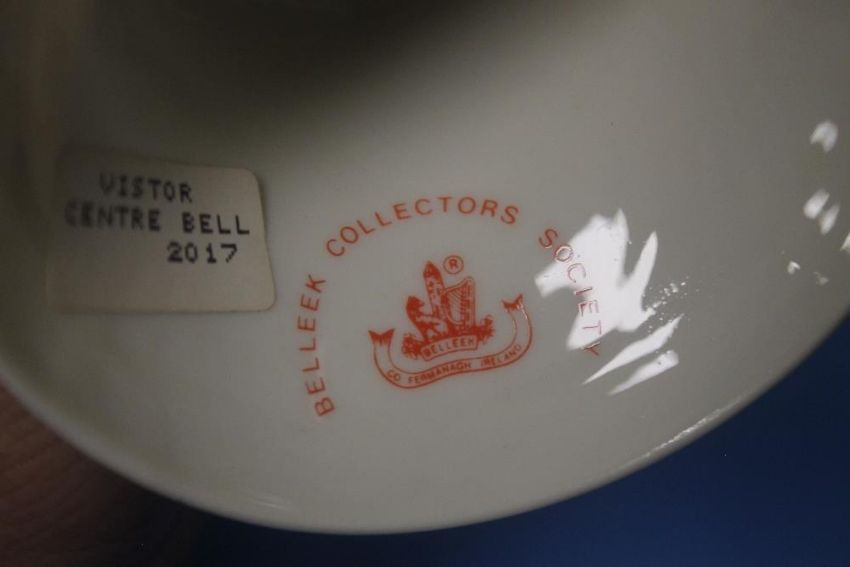 VISTOR
CENTRE BELL
2017
BELLEEK COLLECTORS SOCIETY
®
BELLEEK
CO FERMANAGH IRELAND